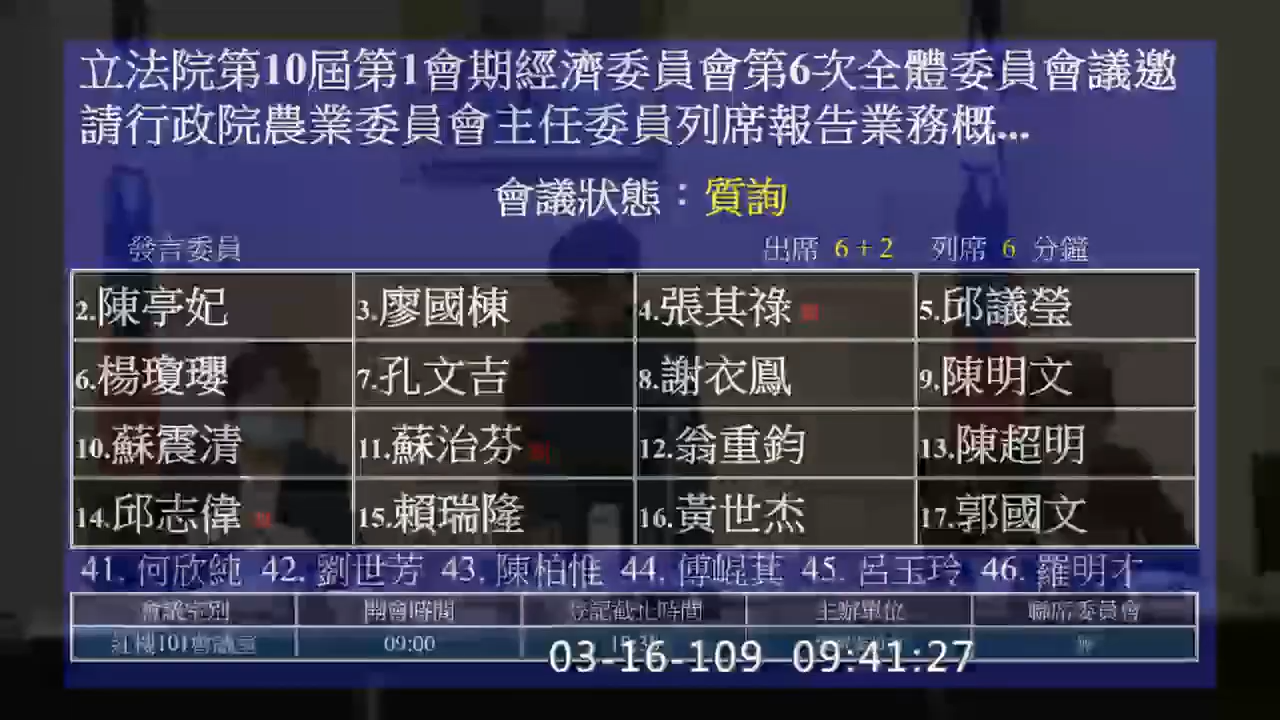 立法院第10屆第1會期經濟委員會第6次全體委員會議邀
請行政院農業委員會主任委員列席報告業務概...
會議狀態：質詢
發言委員 出席 6+2 列席 6 分鐘
2.陳亭妃 3.廖國棟 4.張其祿 5.邱議瑩
6.楊瓊瓔 7.孔文吉 8.謝衣鳳 9.陳明文
10.蘇震清 11.蘇治芬 12.翁重鈞 13.陳超明
14.邱志偉 15.賴瑞隆 16.黃世杰 17.郭國文
41. 何欣純 42. 劉世芳 43. 陳柏惟 44. 傅崐萁 45. 呂玉玲 46. 羅明才
會議室別 開會時間 登記截止時間 主辦單位 聯席委員會
紅樓101會議室 09:00
03-16-109 09:41:27